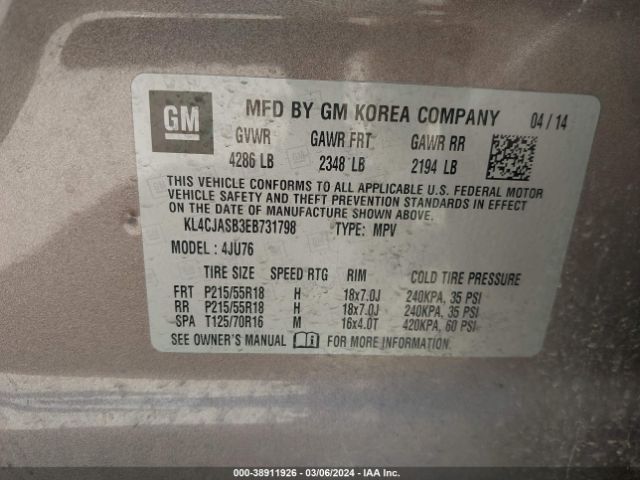 GM MFD BY GM KOREA COMPANY 04 / 14
GVWR GAWR FRT GAWR RR
4286 LB 2348 LB 2194 LB
THIS VEHICLE CONFORMS TO ALL APPLICABLE U.S. FEDERAL MOTOR
VEHICLE SAFETY AND THEFT PREVENTION STANDARDS IN EFFECT
ON THE DATE OF MANUFACTURE SHOWN ABOVE.
KL4CJASB3EB731798 TYPE: MPV
MODEL : 4JU76
TIRE SIZE SPEED RTG RIM COLD TIRE PRESSURE
FRT P215/55R18 H 18x7.0J 240KPA, 35 PSI
RR P215/55R18 H 18x7.0J 240KPA, 35 PSI
SPA T125/70R16 M 16x4.0T 420KPA, 60 PSI
SEE OWNER'S MANUAL FOR MORE INFORMATION.
000-38911926 - 03/06/2024 - IAA Inc.